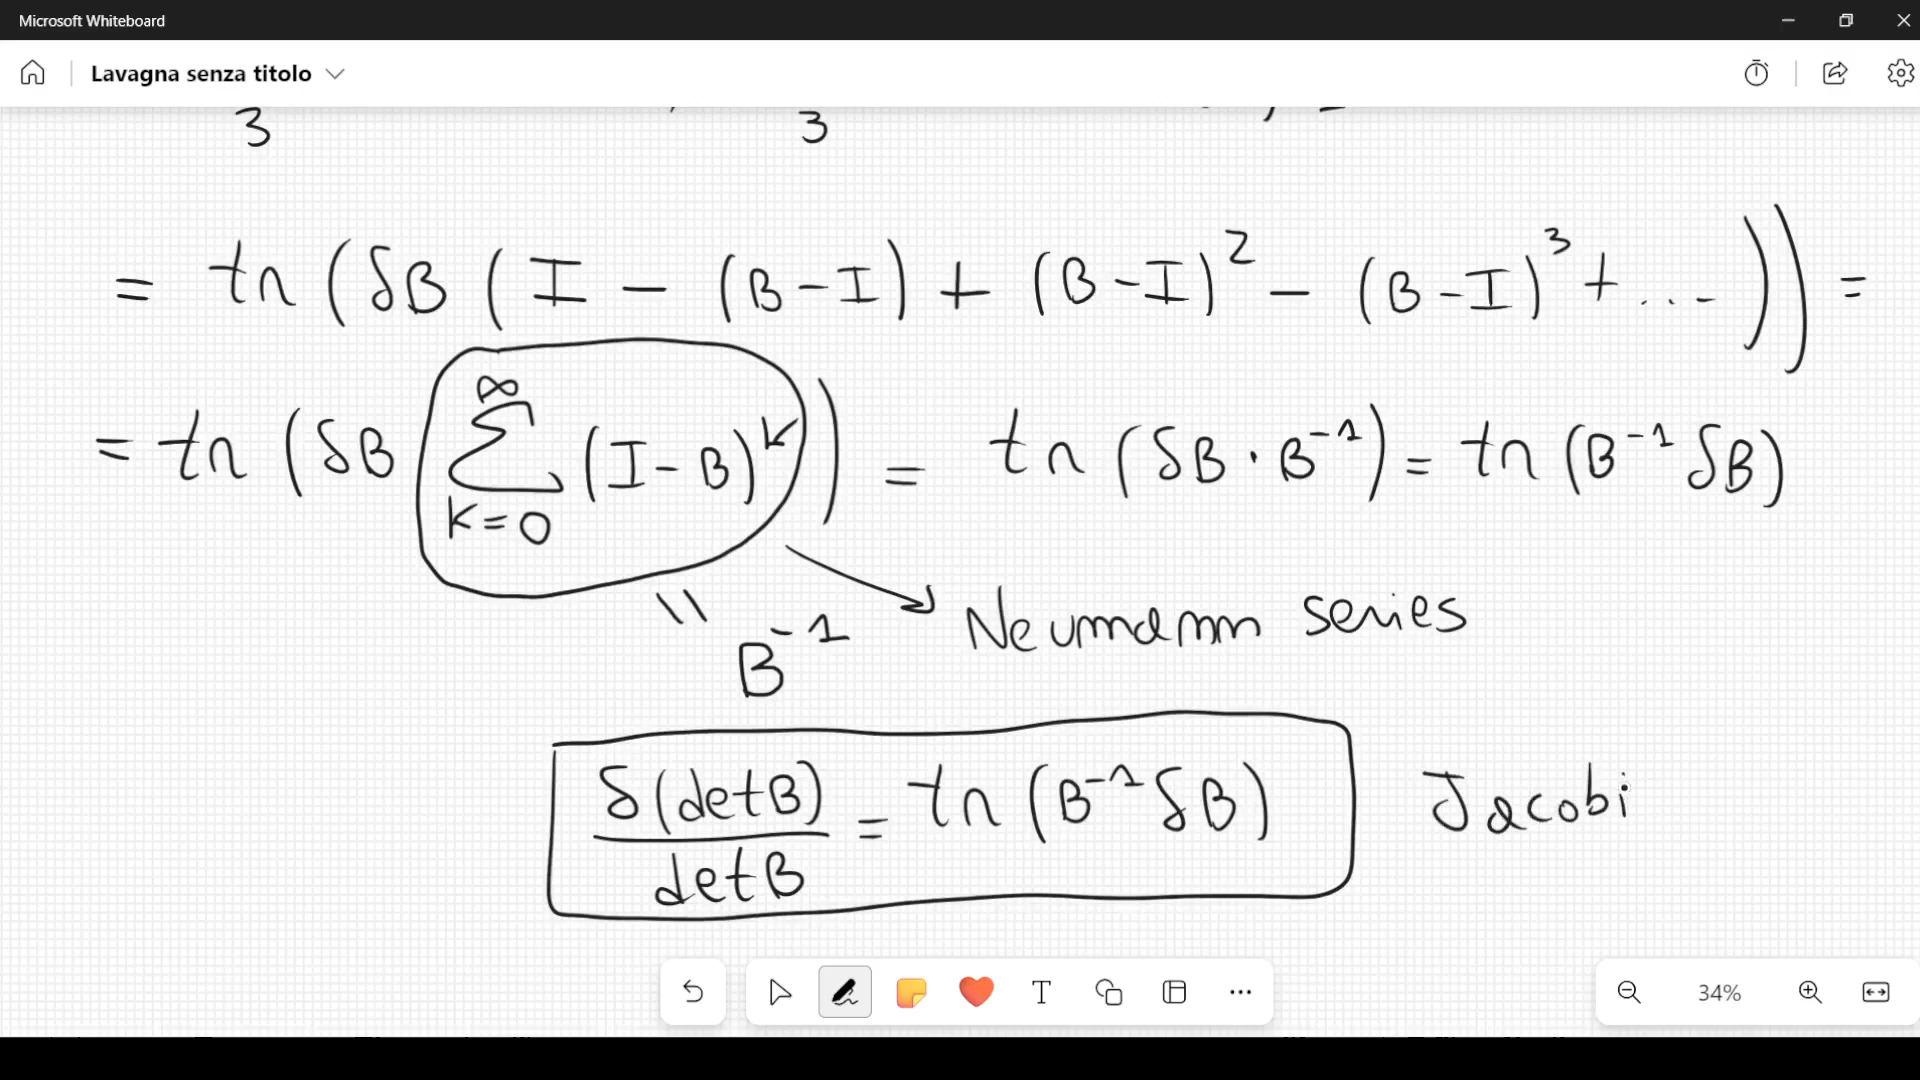 Microsoft Whiteboard
Lavagna senza titolo
3 3
= tr (δB (I - (B-I) + (B-I)² - (B-I)³ + ...)) =
= tr (δB ∑_{k=0}^{∞} (I-B)^k) = tr (δB · B⁻¹) = tr (B⁻¹ δB)
" B⁻¹
Neumann series
δ(detB)/detB = tr (B⁻¹ δB) Jacobi
T 34%